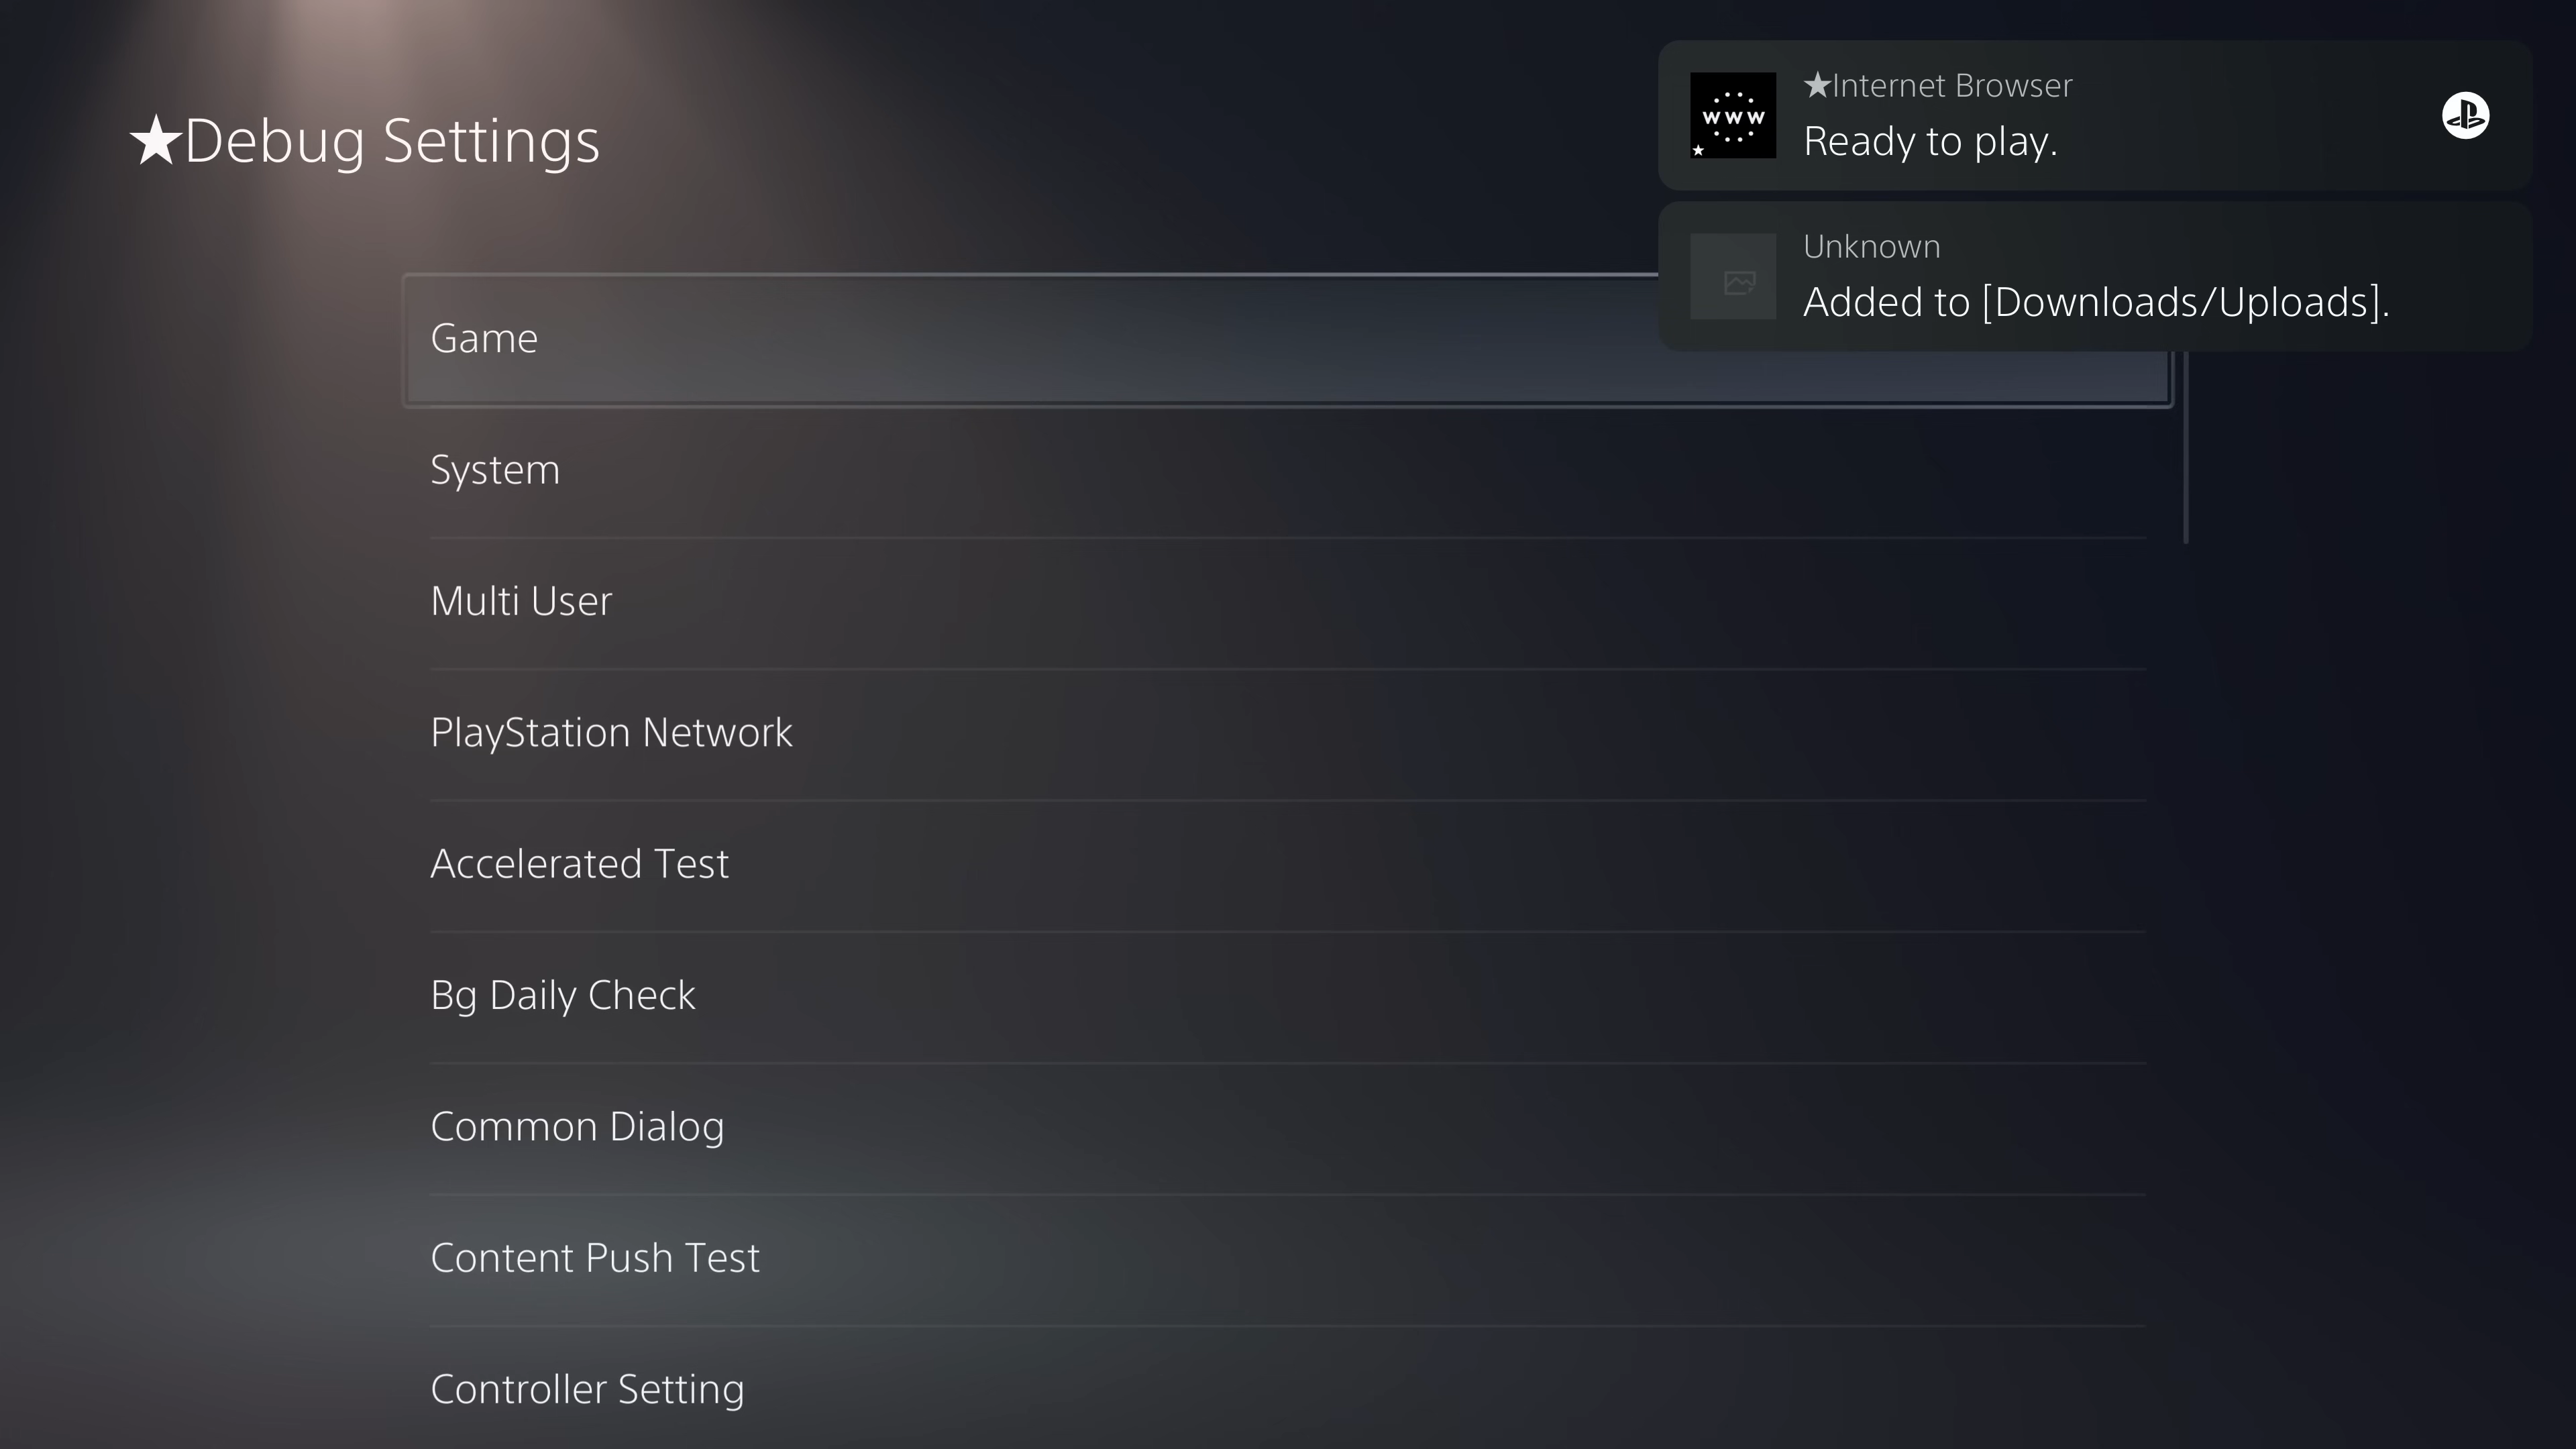 ★Debug Settings
★Internet Browser
Ready to play.
Unknown
Added to [Downloads/Uploads].
Game
System
Multi User
PlayStation Network
Accelerated Test
Bg Daily Check
Common Dialog
Content Push Test
Controller Setting
www